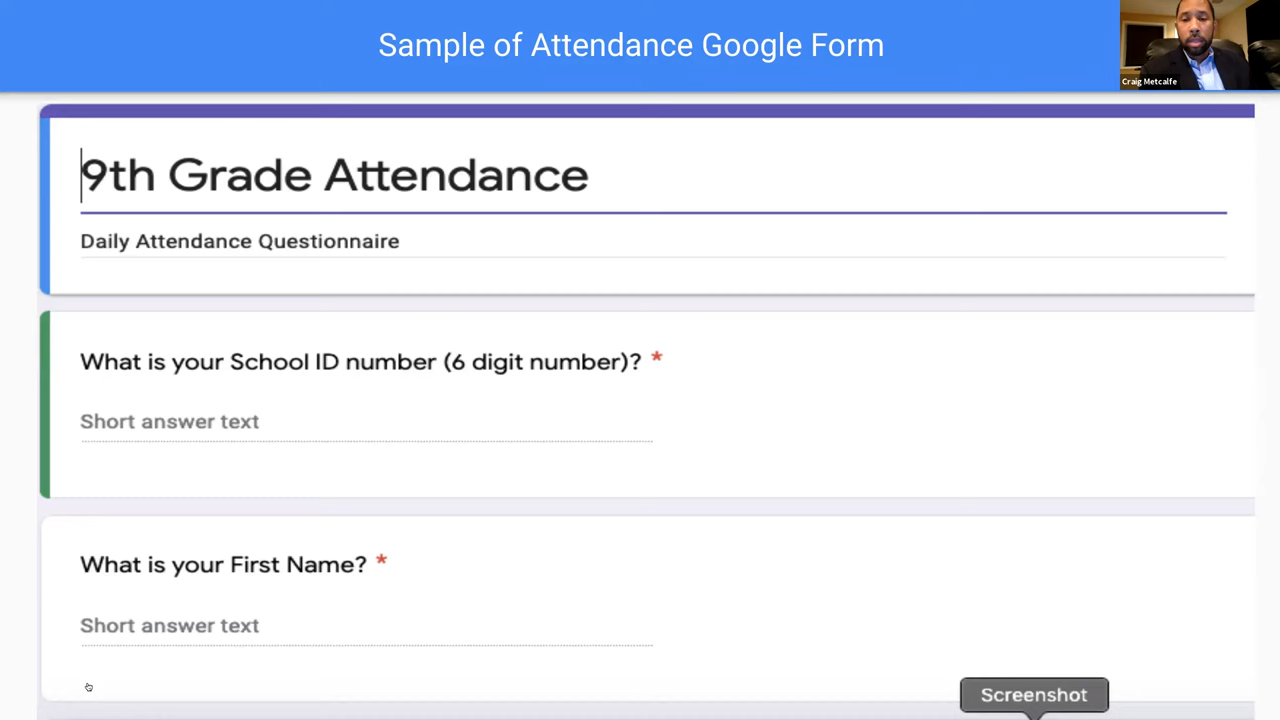 Sample of Attendance Google Form
Craig Metcalfe
9th Grade Attendance
Daily Attendance Questionnaire
What is your School ID number (6 digit number)? *
Short answer text
What is your First Name? *
Short answer text
Screenshot